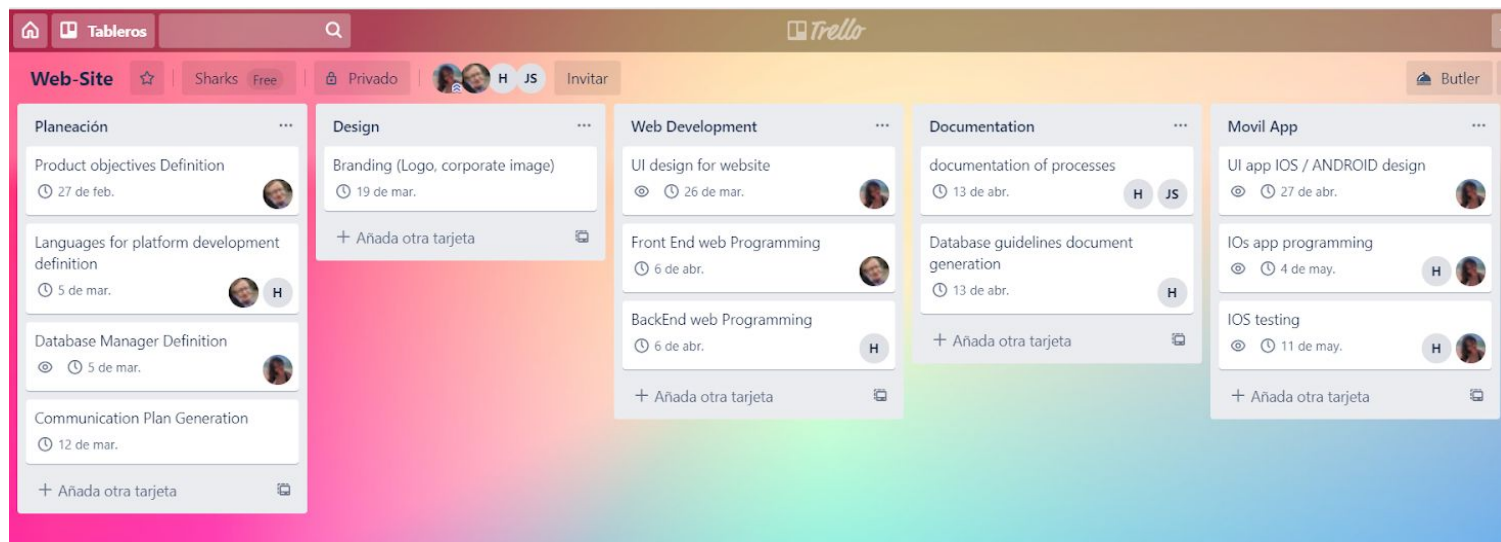 Tableros
Trello
Web-Site
Sharks Free
Privado
H JS
Invitar
Butler
Planeación
Product objectives Definition
27 de feb.
Languages for platform development
definition
5 de mar.
H
Database Manager Definition
5 de mar.
Communication Plan Generation
12 de mar.
+ Añada otra tarjeta
Design
Branding (Logo, corporate image)
19 de mar.
+ Añada otra tarjeta
Web Development
UI design for website
26 de mar.
Front End web Programming
6 de abr.
BackEnd web Programming
6 de abr.
H
+ Añada otra tarjeta
Documentation
documentation of processes
13 de abr.
H JS
Database guidelines document
generation
13 de abr.
H
+ Añada otra tarjeta
Movil App
UI app IOS / ANDROID design
27 de abr.
IOs app programming
4 de may.
H
IOS testing
11 de may.
H
+ Añada otra tarjeta